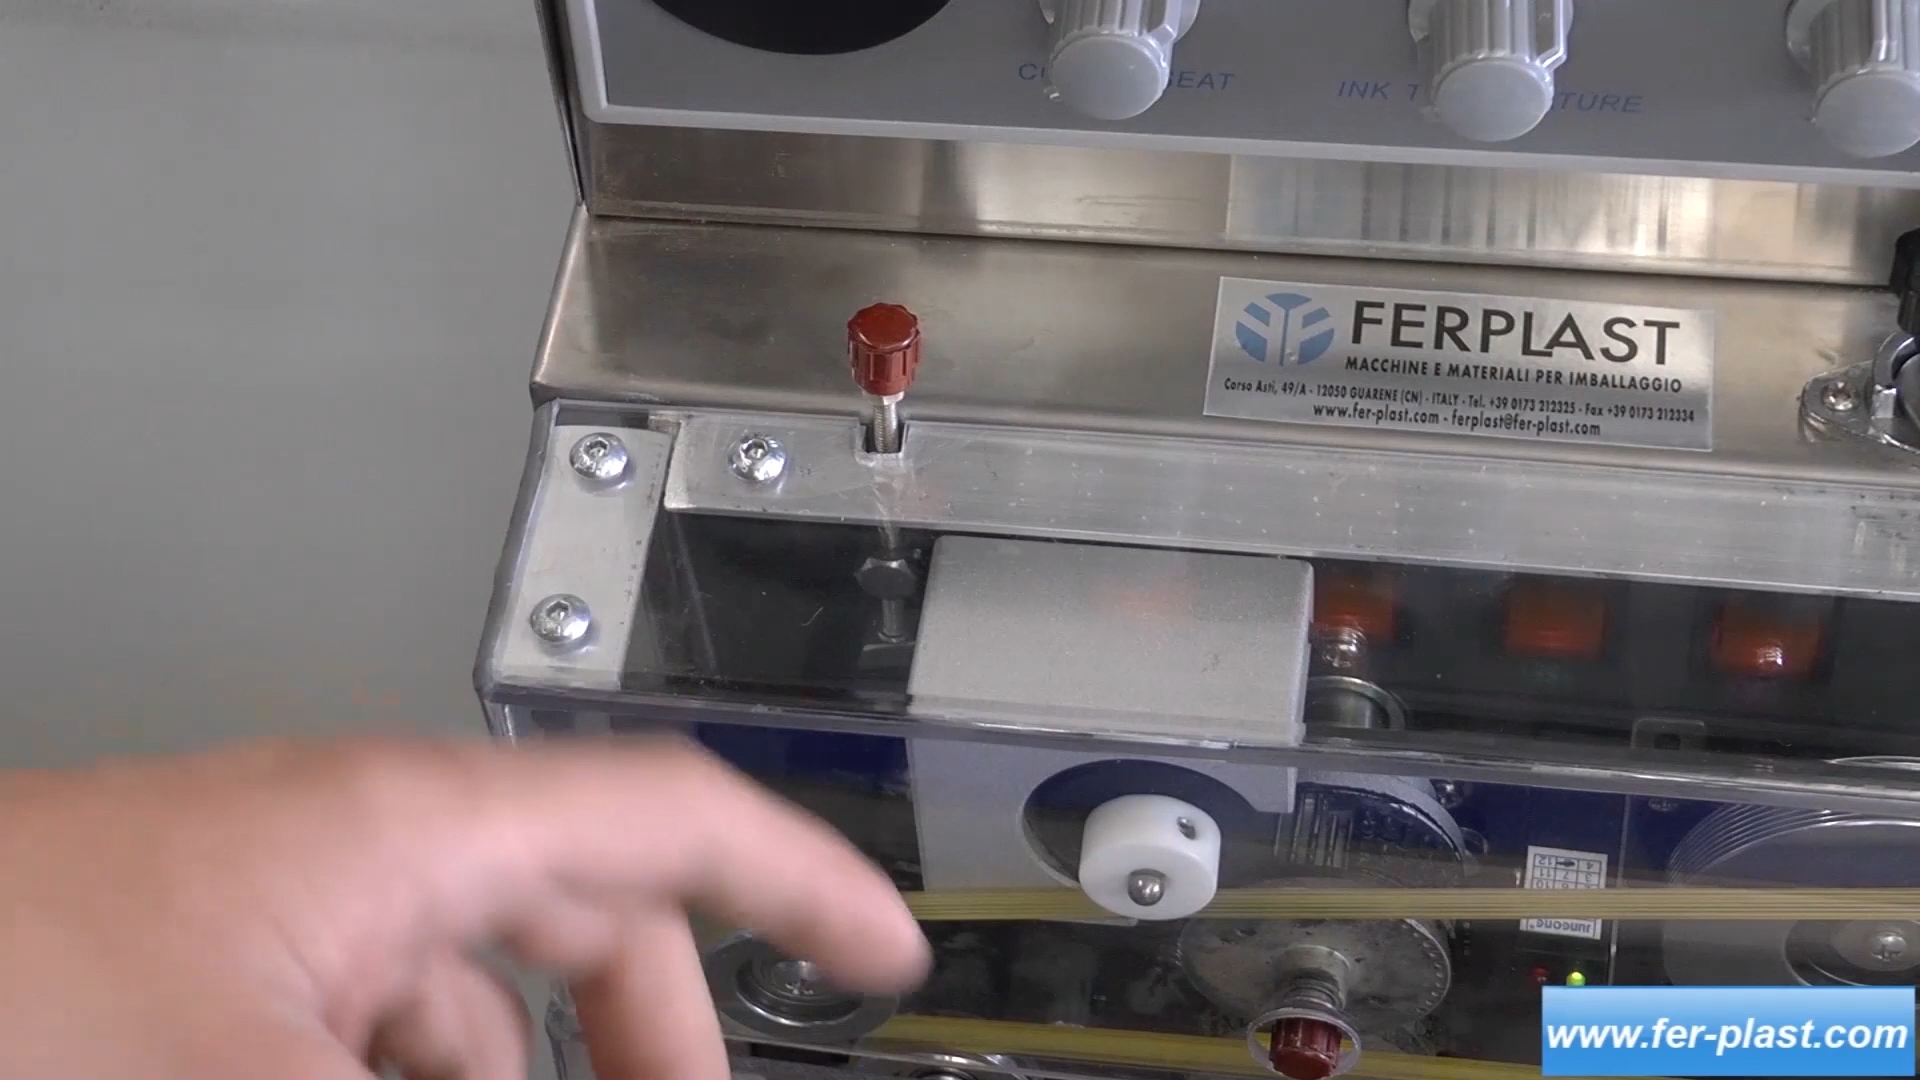 SEAT
INK
TURE
FERPLAST
MACCHINE E MATERIALI PER IMBALLAGGIO
Corso Asti, 49/A - 12050 GUARENE (CN) - ITALY - Tel. +39 0173 212325 - Fax +39 0173 212334
www.fer-plast.com - ferplast@fer-plast.com
www.fer-plast.com